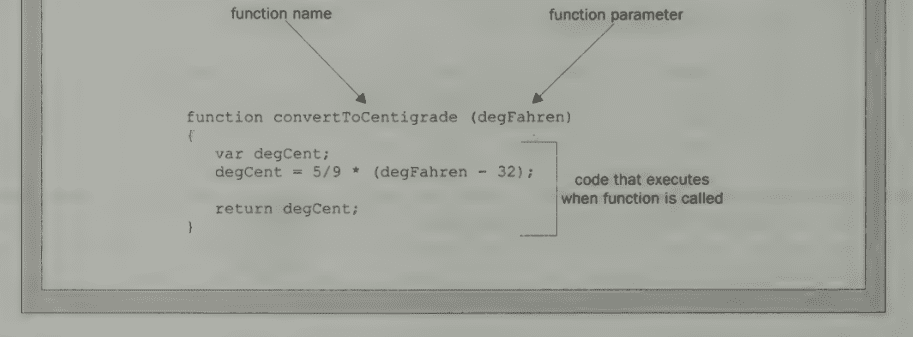 function name
function parameter
function convertToCentigrade (degFahren)
{
var degCent;
degCent = 5/9 * (degFahren - 32);
code that executes
when function is called
return degCent;
}